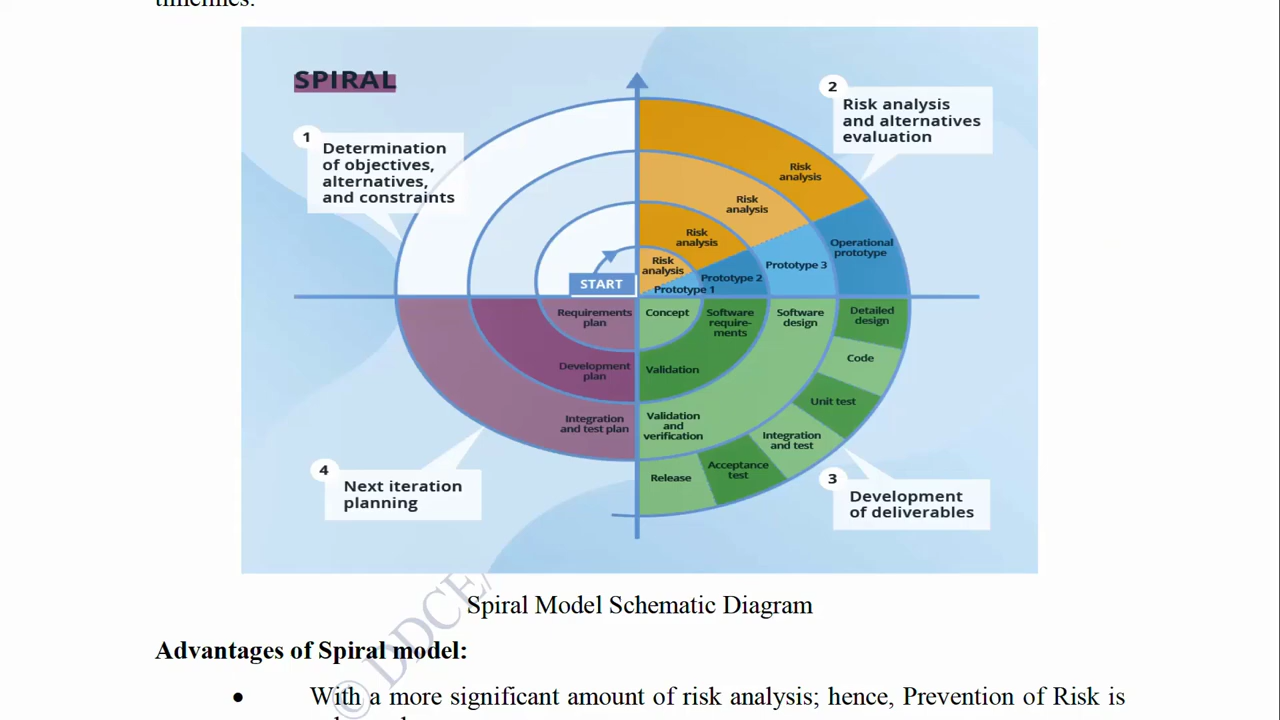 timelines.
SPIRAL
1
Determination
of objectives,
alternatives,
and constraints
2
Risk analysis
and alternatives
evaluation
Risk
analysis
Risk
analysis
Risk
analysis
Risk
analysis
Operational
prototype
Prototype 3
Prototype 2
Prototype 1
START
Requirements
plan
Concept
Software
require-
ments
Software
design
Detailed
design
Code
Development
plan
Validation
Unit test
Integration
and test plan
Validation
and
verification
Integration
and test
Acceptance
test
Release
4
Next iteration
planning
3
Development
of deliverables
Spiral Model Schematic Diagram
© DDCE/
Advantages of Spiral model:
• With a more significant amount of risk analysis; hence, Prevention of Risk is